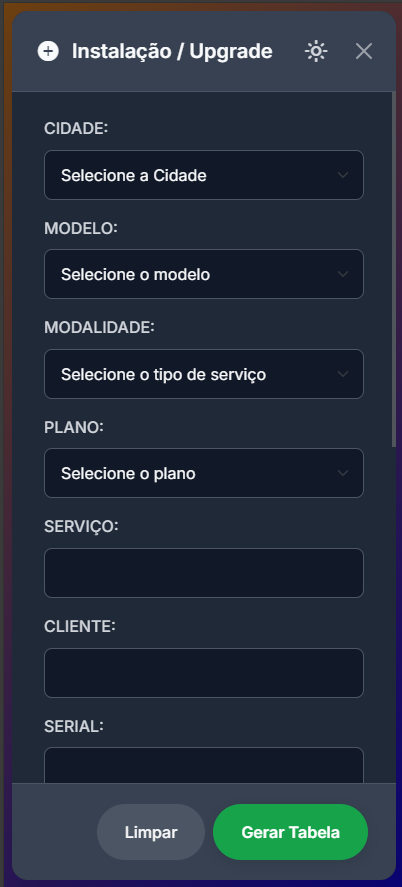 Instalação / Upgrade
CIDADE:
Selecione a Cidade
MODELO:
Selecione o modelo
MODALIDADE:
Selecione o tipo de serviço
PLANO:
Selecione o plano
SERVIÇO:
CLIENTE:
SERIAL:
Limpar
Gerar Tabela